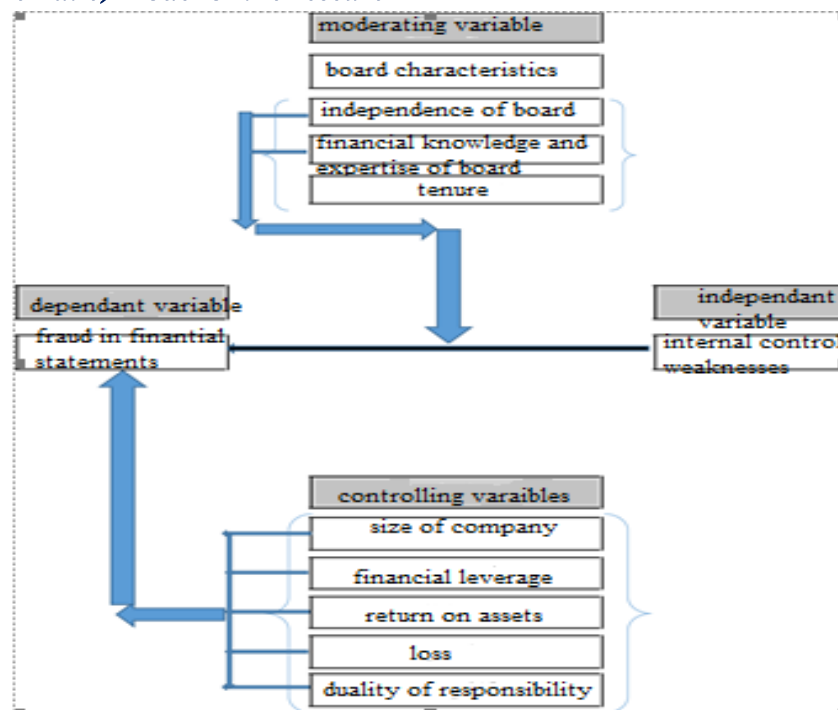 moderating variable
board characteristics
independence of board
financial knowledge and
expertise of board
tenure
dependant variable
fraud in finantial
statements
independant
variable
internal control
weaknesses
controlling varaibles
size of company
financial leverage
return on assets
loss
duality of responsibility